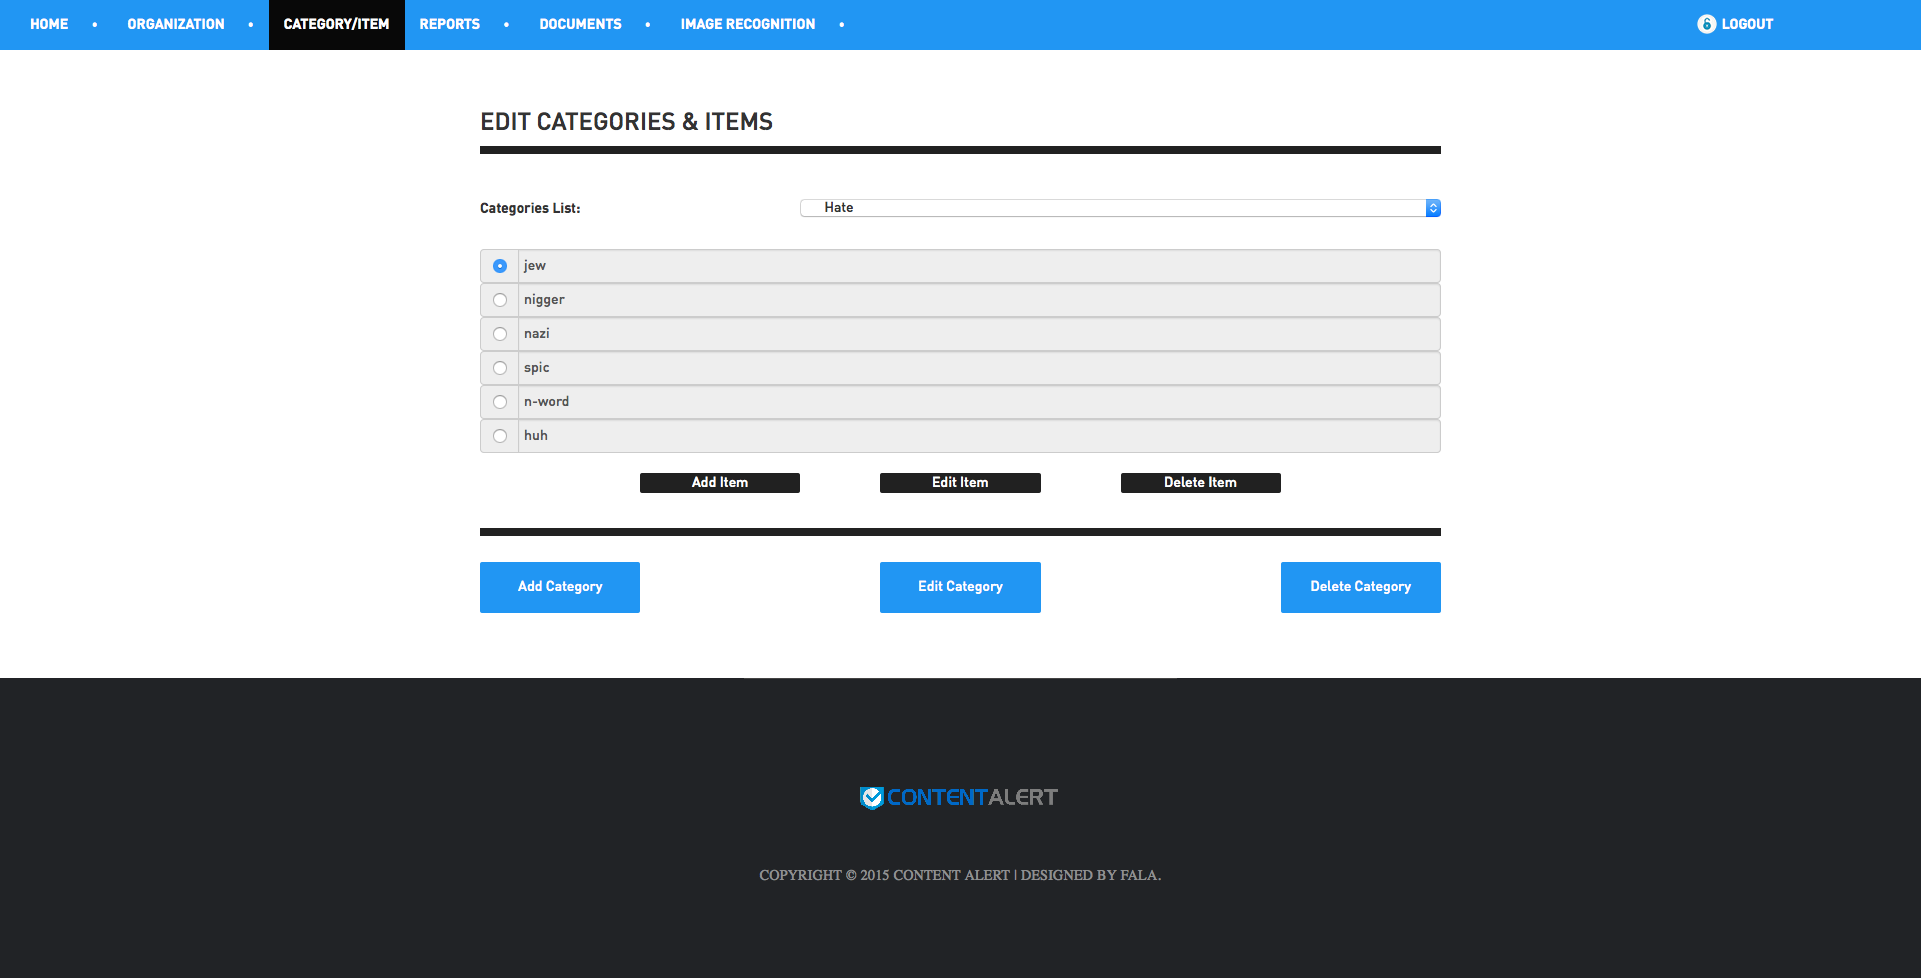 HOME • ORGANIZATION • CATEGORY/ITEM REPORTS • DOCUMENTS • IMAGE RECOGNITION • LOGOUT
EDIT CATEGORIES & ITEMS
Categories List: Hate
jew
nigger
nazi
spic
n-word
huh
Add Item Edit Item Delete Item
Add Category Edit Category Delete Category
CONTENTALERT
COPYRIGHT © 2015 CONTENT ALERT | DESIGNED BY FALA.